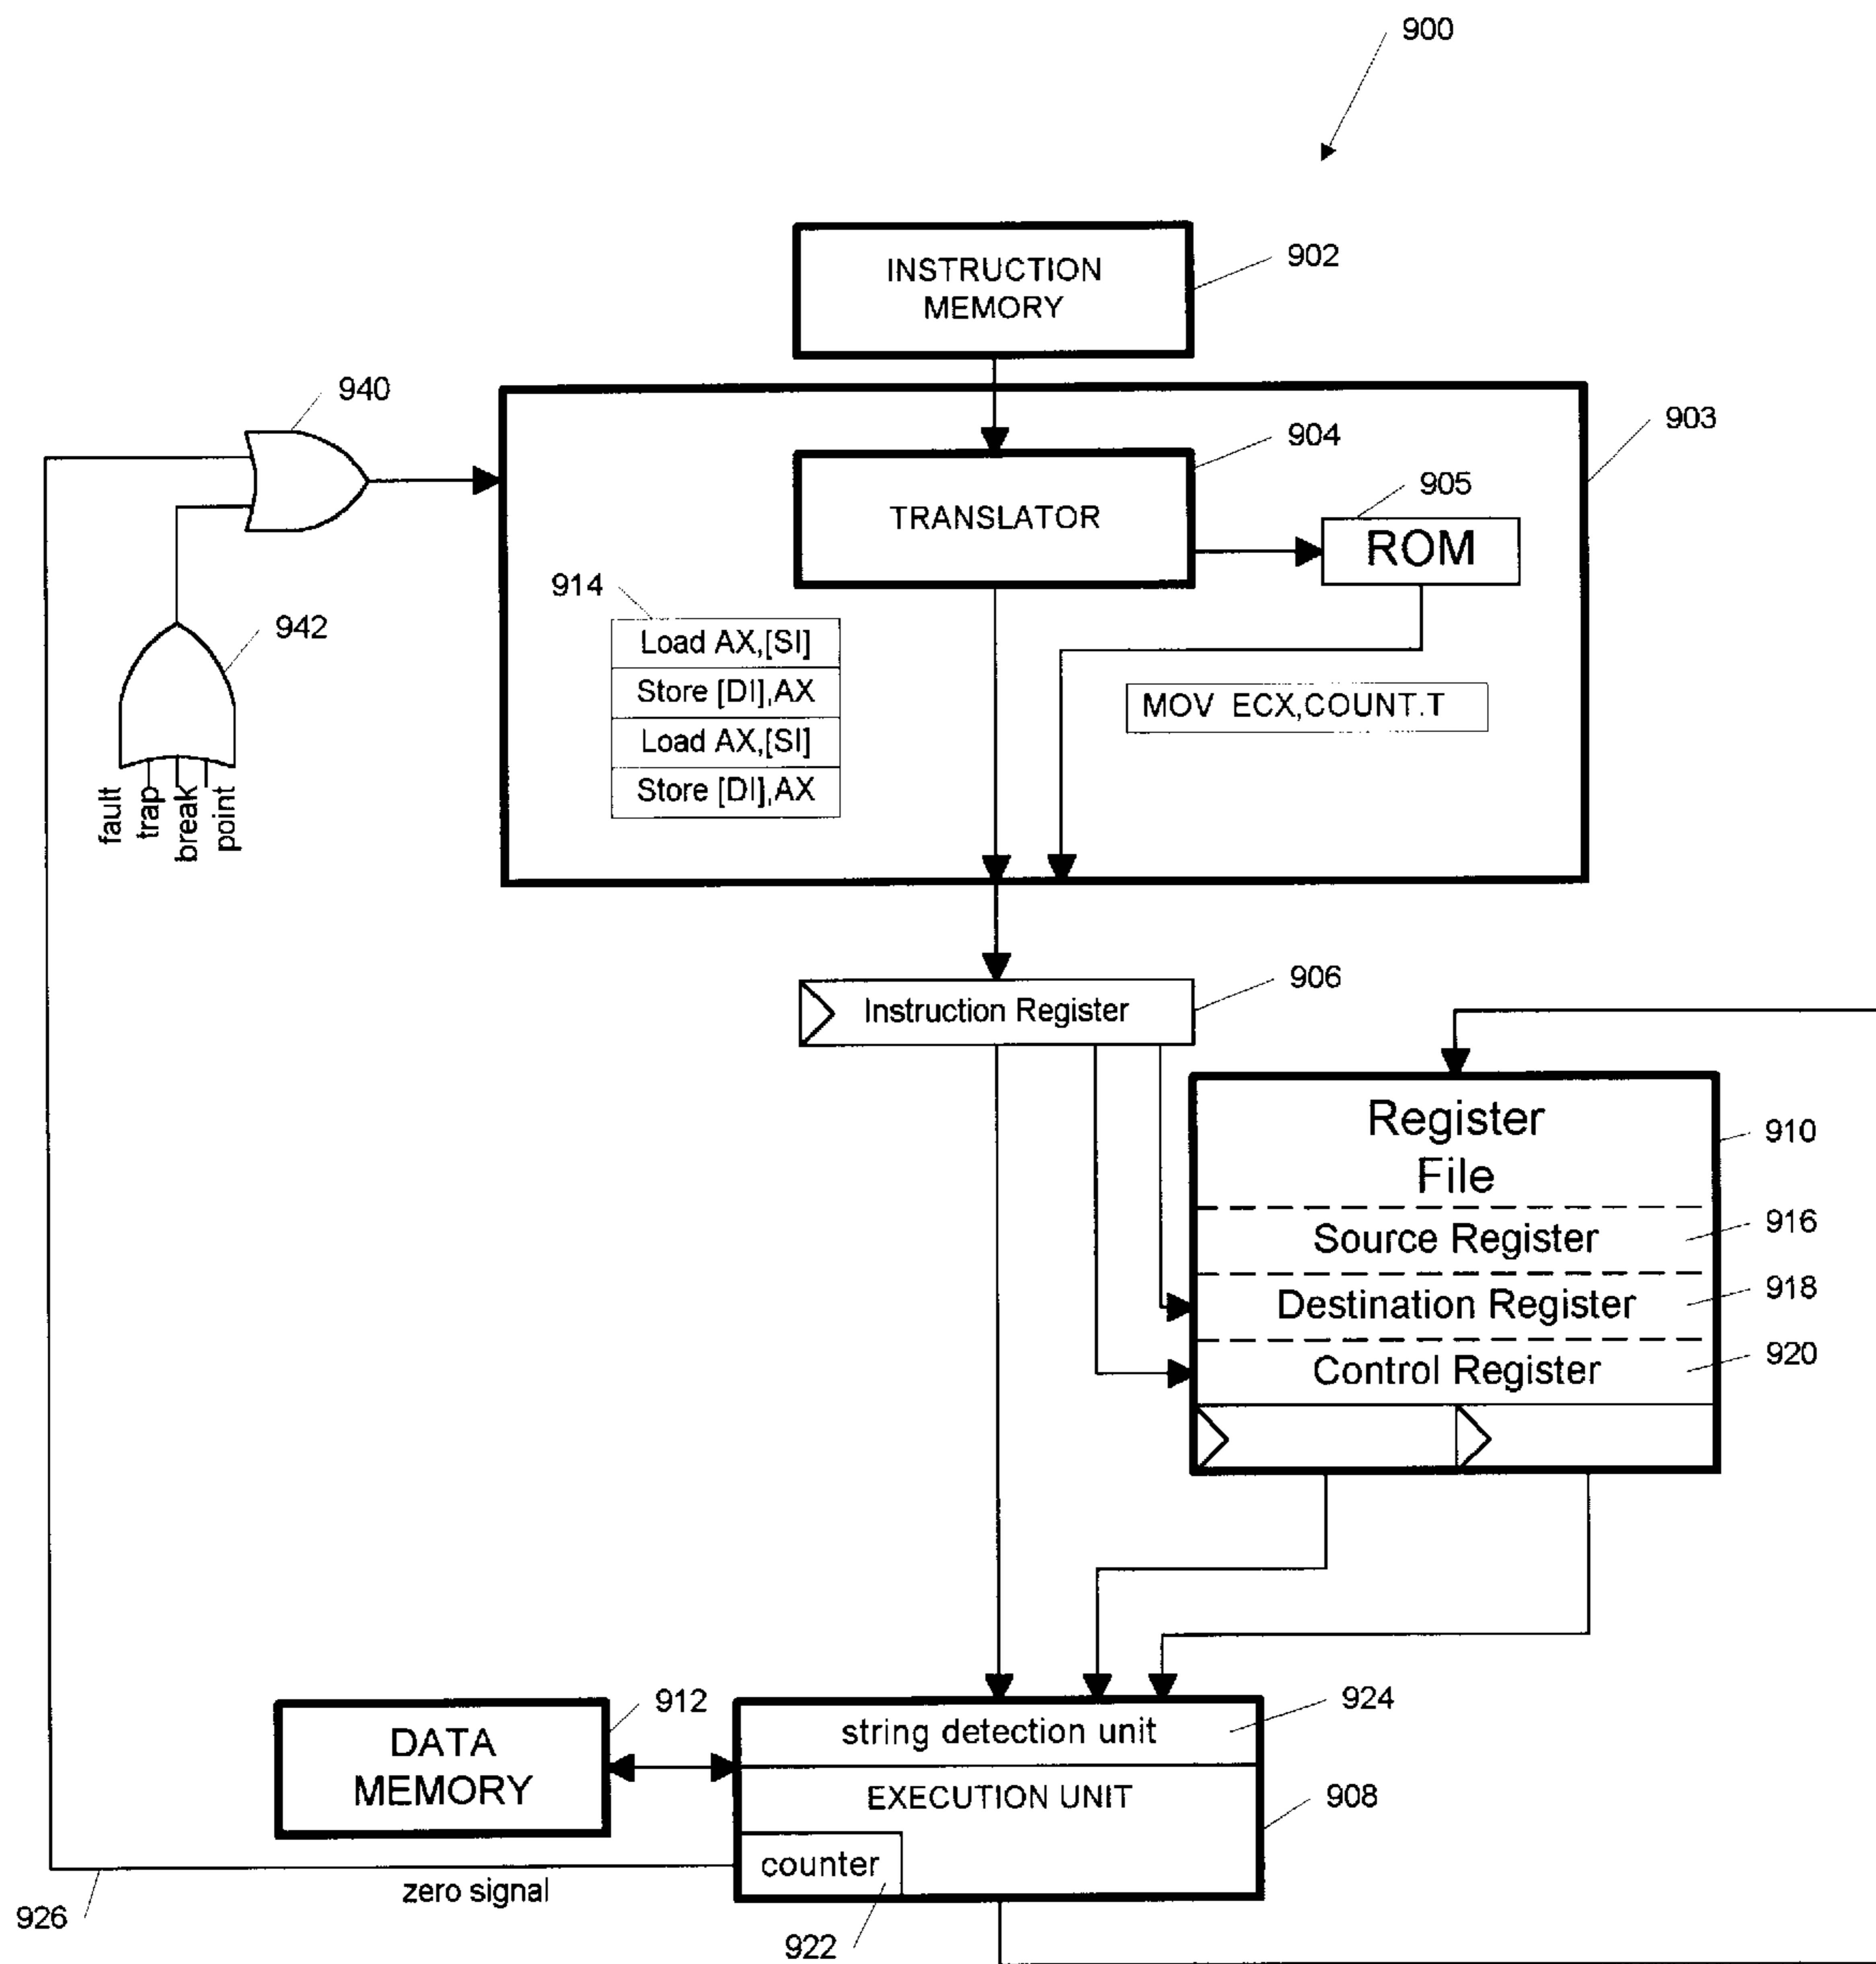 900
INSTRUCTION
MEMORY
902
940
903
904
TRANSLATOR
905
ROM
914
942
Load AX,[SI]
Store [DI],AX
Load AX,[SI]
Store [DI],AX
MOV ECX,COUNT.T
fault
trap
break
point
906
Instruction Register
Register
File
910
Source Register
916
Destination Register
918
Control Register
920
912
924
DATA
MEMORY
string detection unit
EXECUTION UNIT
908
counter
zero signal
926
922